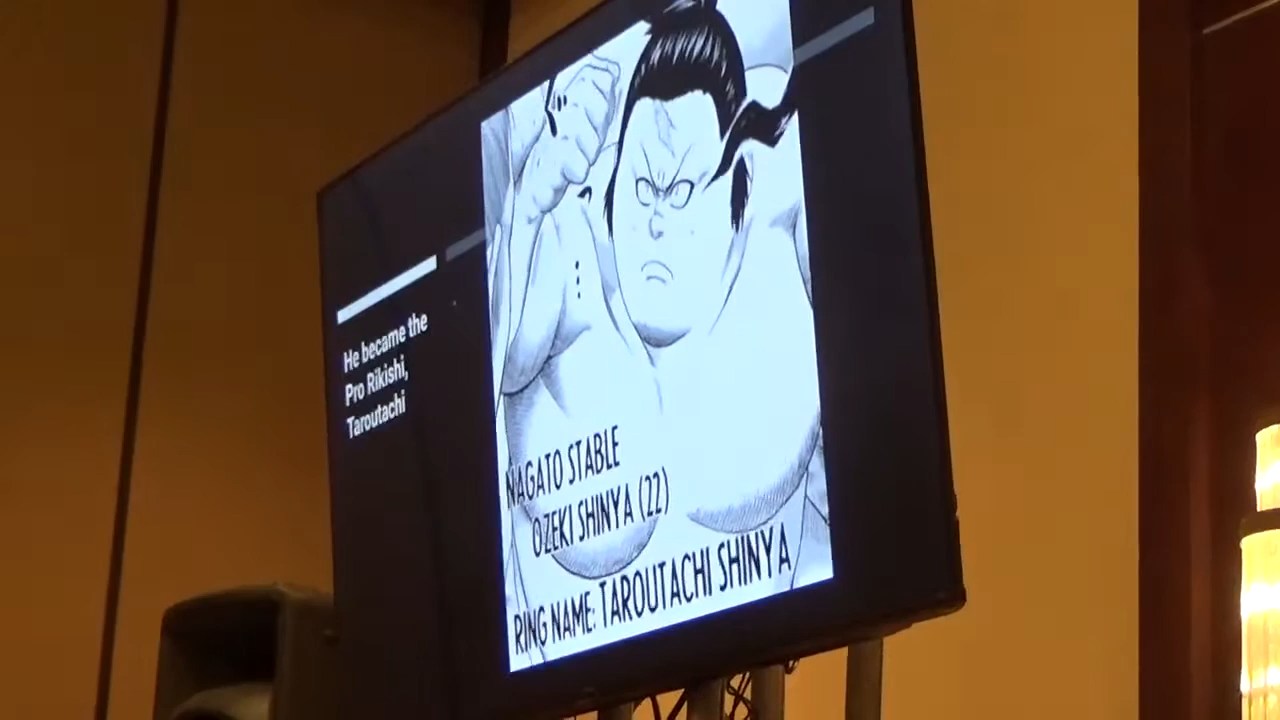 He became the
Pro Rikishi,
Taroutachi
NAGATO STABLE
OZEKI SHINYA (22)
RING NAME: TAROUTACHI SHINYA